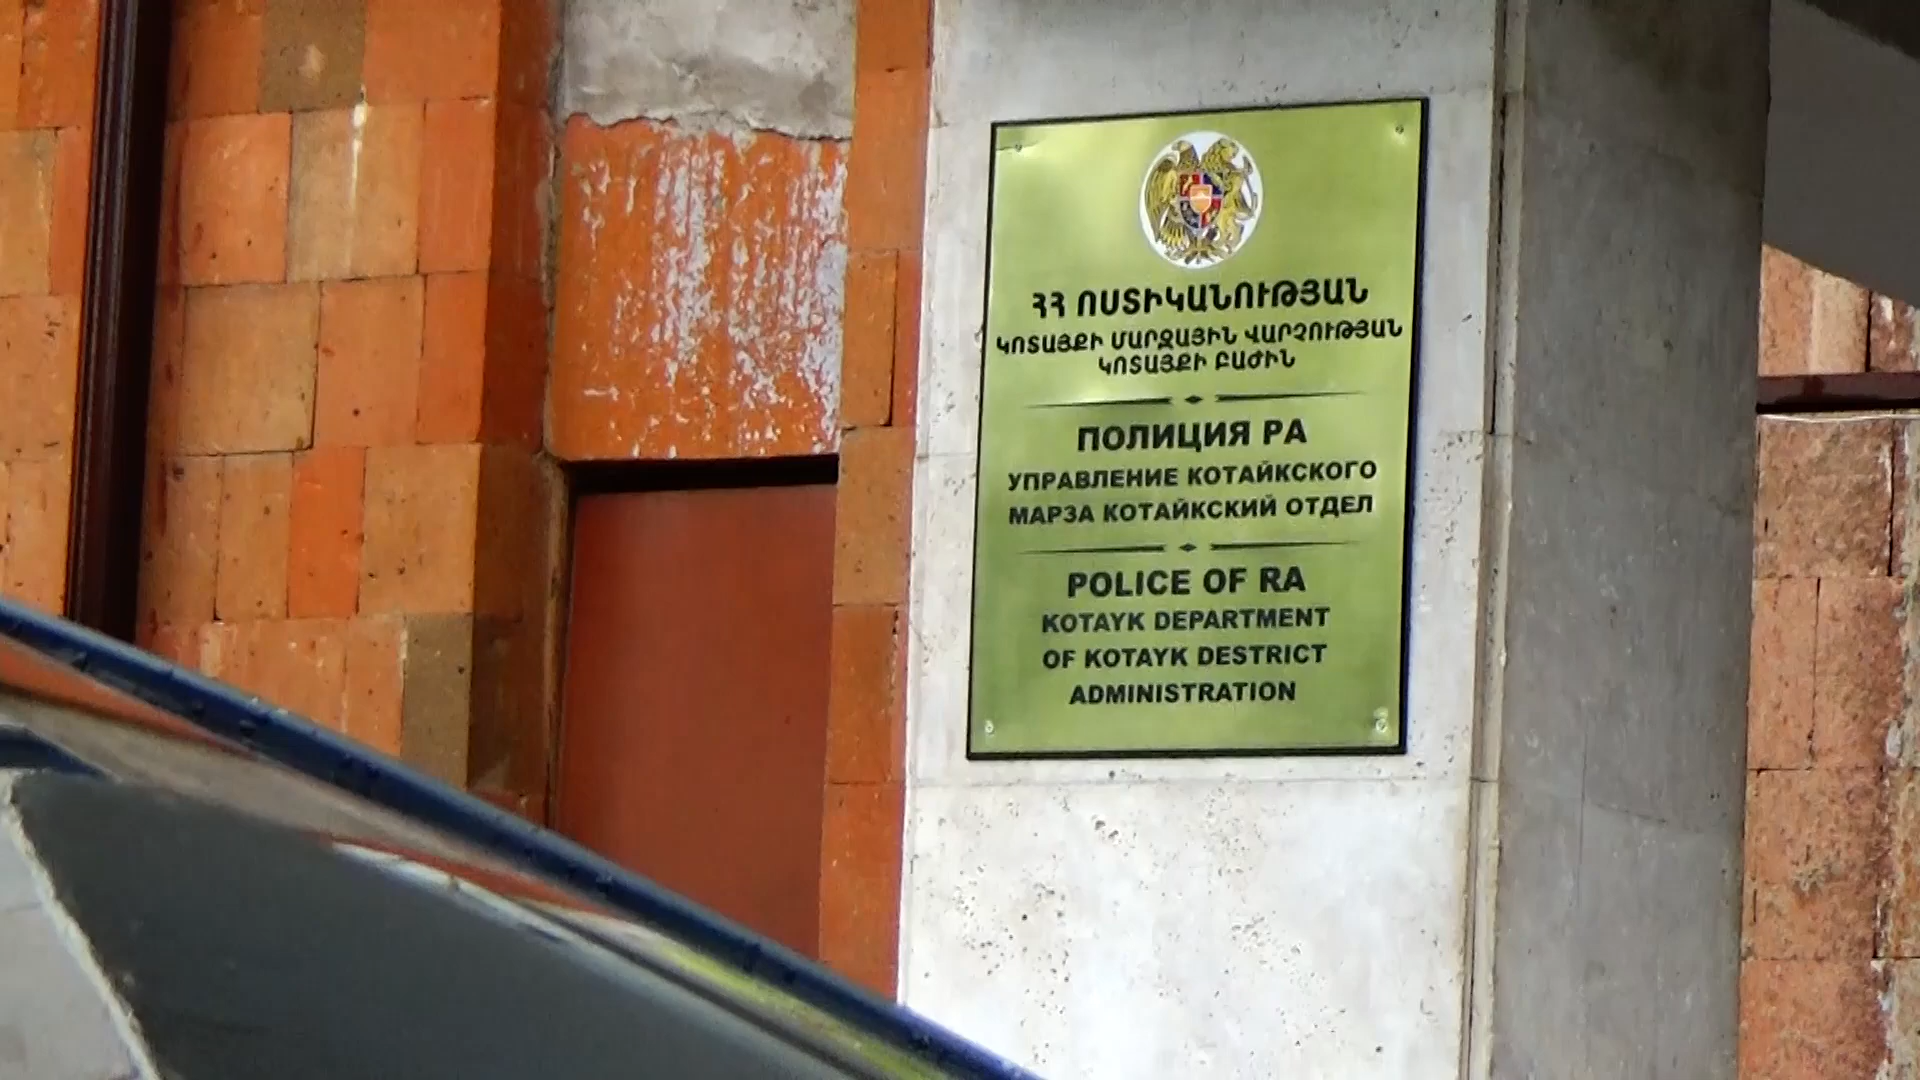 ՀՀ ՈՍՏԻԿԱՆՈՒԹՅԱՆ
ԿՈՏԱՅՔԻ ՄԱՐԶԱՅԻՆ ՎԱՐՉՈՒԹՅԱՆ
ԿՈՏԱՅՔԻ ԲԱԺԻՆ
ПОЛИЦИЯ РА
УПРАВЛЕНИЕ КОТАЙКСКОГО
МАРЗА КОТАЙКСКИЙ ОТДЕЛ
POLICE OF RA
KOTAYK DEPARTMENT
OF KOTAYK DESTRICT
ADMINISTRATION